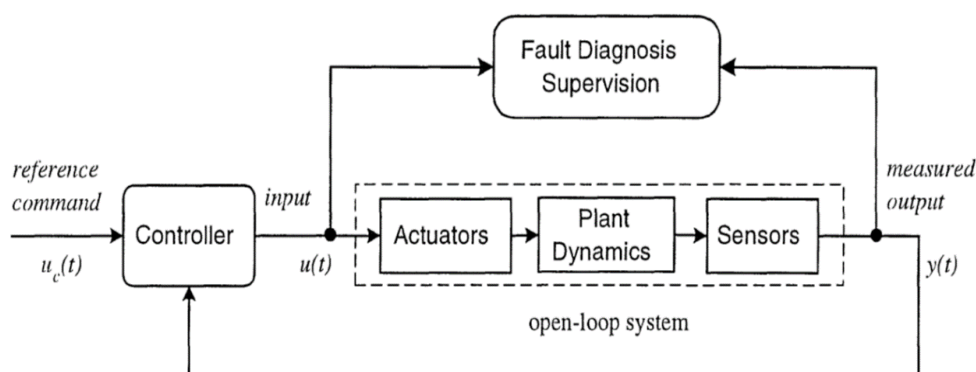 Fault Diagnosis
Supervision
reference
command
u_c(t)
Controller
input
u(t)
Actuators
Plant
Dynamics
Sensors
measured
output
y(t)
open-loop system